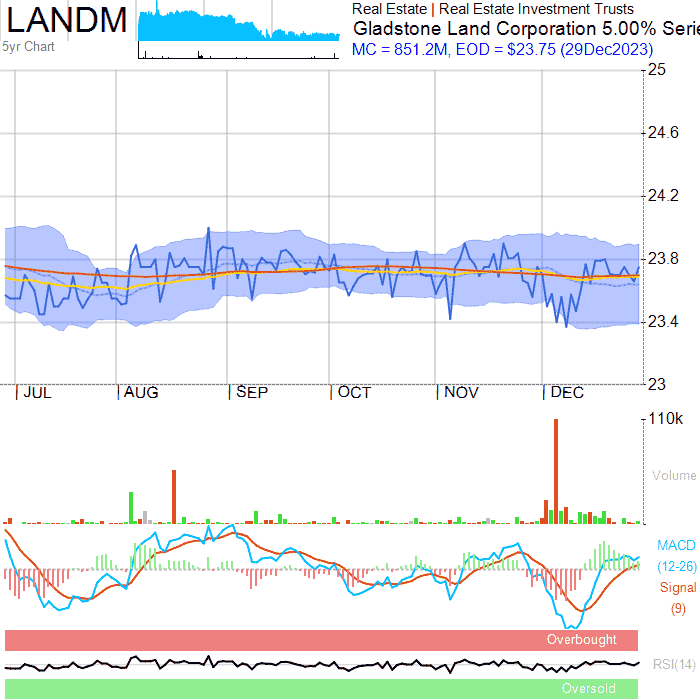 LANDM
5yr Chart
Real Estate | Real Estate Investment Trusts
Gladstone Land Corporation 5.00% Serie
MC = 851.2M, EOD = $23.75 (29Dec2023)
25
24.6
24.2
23.8
23.4
23
JUL AUG SEP OCT NOV DEC
110k
Volume
MACD
(12-26)
Signal
(9)
Overbought
RSI(14)
Oversold